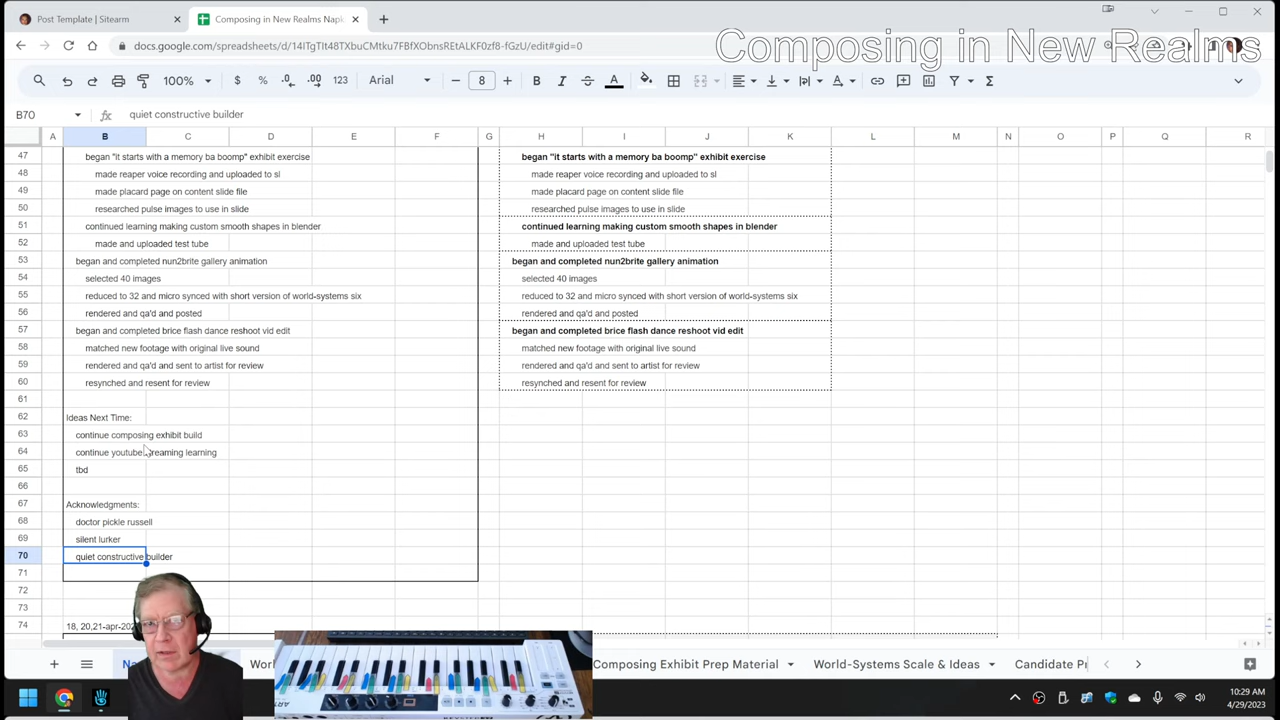 Post Template | Sitearm
Composing in New Realms Napk
docs.google.com/spreadsheets/d/14ITgTIt48TXbuCMtku7FBfXObnsREtALKF0zf8-fGzU/edit#gid=0
Composing in New Realms
100%
$
%
.0
.00
123
Arial
8
B
I
A
B70
fx
quiet constructive builder
A B C D E F G H I J K L M N O P Q R
47 began "it starts with a memory ba boomp" exhibit exercise began "it starts with a memory ba boomp" exhibit exercise
48 made reaper voice recording and uploaded to sl made reaper voice recording and uploaded to sl
49 made placard page on content slide file made placard page on content slide file
50 researched pulse images to use in slide researched pulse images to use in slide
51 continued learning making custom smooth shapes in blender continued learning making custom smooth shapes in blender
52 made and uploaded test tube made and uploaded test tube
53 began and completed nun2brite gallery animation began and completed nun2brite gallery animation
54 selected 40 images selected 40 images
55 reduced to 32 and micro synced with short version of world-systems six reduced to 32 and micro synced with short version of world-systems six
56 rendered and qa'd and posted rendered and qa'd and posted
57 began and completed brice flash dance reshoot vid edit began and completed brice flash dance reshoot vid edit
58 matched new footage with original live sound matched new footage with original live sound
59 rendered and qa'd and sent to artist for review rendered and qa'd and sent to artist for review
60 resynched and resent for review resynched and resent for review
61
62 Ideas Next Time:
63 continue composing exhibit build
64 continue youtube streaming learning
65 tbd
66
67 Acknowledgments:
68 doctor pickle russell
69 silent lurker
70 quiet constructive builder
71
72
73
74 18, 20,21-apr-202
Na
Worl
Composing Exhibit Prep Material
World-Systems Scale & Ideas
Candidate Pr
10:29 AM
4/29/2023